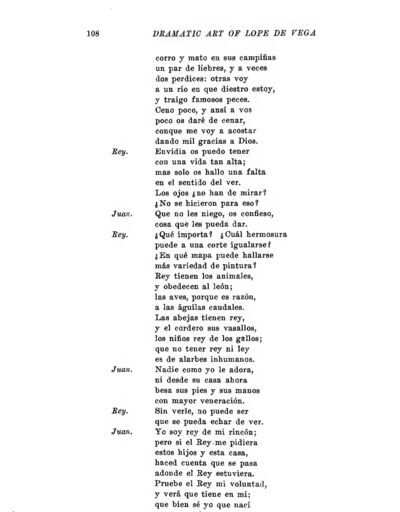 108 DRAMATIC ART OF LOPE DE VEGA
corro y mato en sus campiñas
un par de liebres, y a veces
dos perdices: otras voy
a un río en que diestro estoy,
y traigo famosos peces.
Ceno poco, y ansí a vos
poco os daré de cenar,
conque me voy a acostar
dando mil gracias a Dios.
Rey. Envidia os puedo tener
con una vida tan alta;
mas solo os hallo una falta
en el sentido del ver.
Los ojos ¿no han de mirar?
¿No se hicieron para eso?
Juan. Que no les niego, os confieso,
cosa que les pueda dar.
Rey. ¿Qué importa? ¿Cuál hermosura
puede a una corte igualarse?
¿En qué mapa puede hallarse
más variedad de pintura?
Rey tienen los animales,
y obedecen al león;
las aves, porque es razón,
a las águilas caudales.
Las abejas tienen rey,
y el cordero sus vasallos,
los niños rey de los gallos;
que no tener rey ni ley
es de alarbes inhumanos.
Juan. Nadie como yo le adora,
ni desde su casa ahora
besa sus pies y sus manos
con mayor veneración.
Rey. Sin verle, no puede ser
que se pueda echar de ver.
Juan. Yo soy rey de mi rincón;
pero si el Rey me pidiera
estos hijos y esta casa,
haced cuenta que se pasa
adonde el Rey estuviera.
Pruebe el Rey mi voluntad,
y verá que tiene en mí;
que bien sé yo que nací